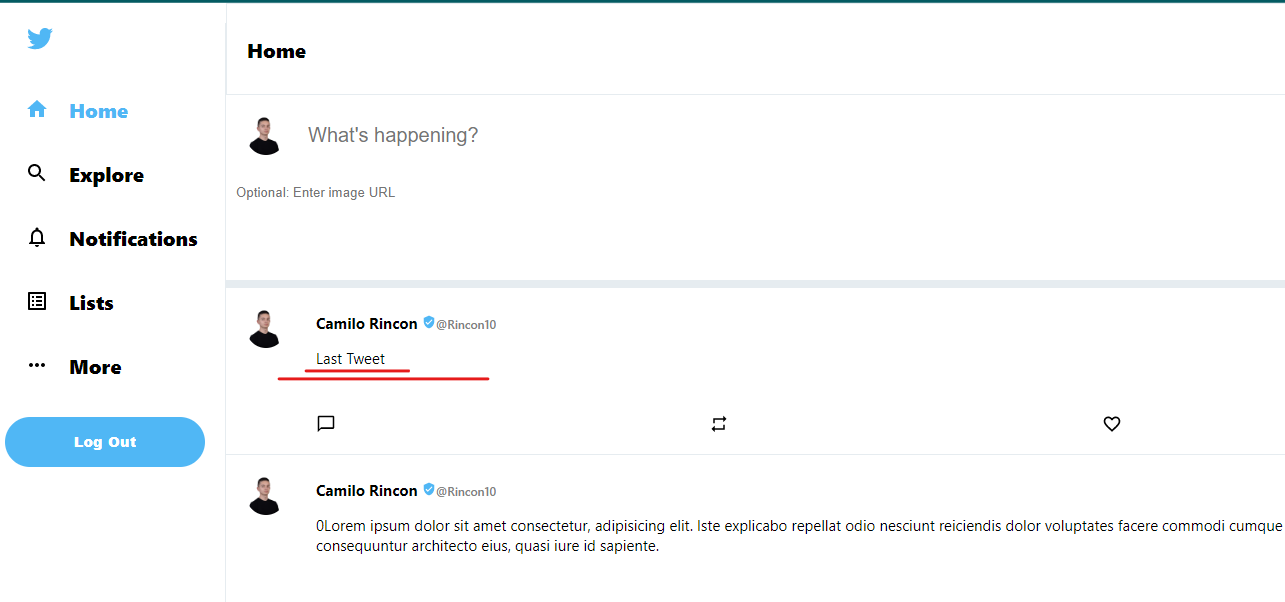 Home
Home
Explore
Notifications
Lists
More
Log Out
What's happening?
Optional: Enter image URL
Camilo Rincon @Rincon10
Last Tweet
Camilo Rincon @Rincon10
0Lorem ipsum dolor sit amet consectetur, adipisicing elit. Iste explicabo repellat odio nesciunt reiciendis dolor voluptates facere commodi cumque
consequuntur architecto eius, quasi iure id sapiente.